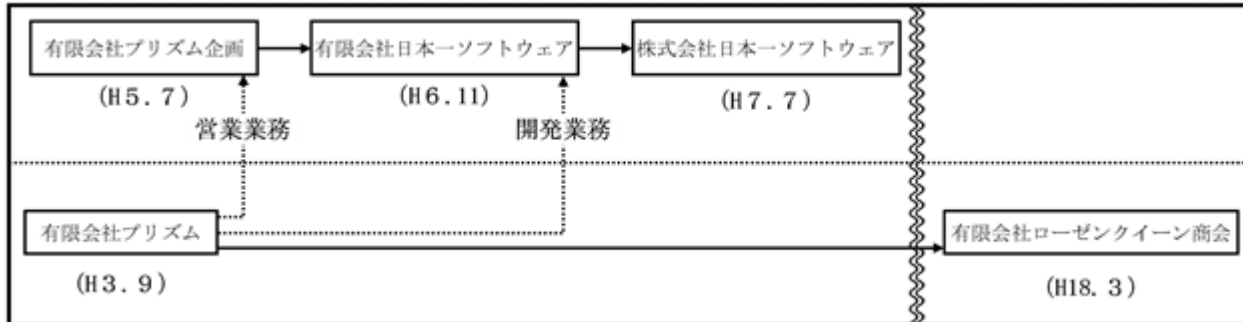 有限会社プリズム企画
有限会社日本一ソフトウェア
株式会社日本一ソフトウェア
(H5.7)
(H6.11)
(H7.7)
営業業務
開発業務
有限会社プリズム
有限会社ローゼンクイーン商会
(H3.9)
(H18.3)